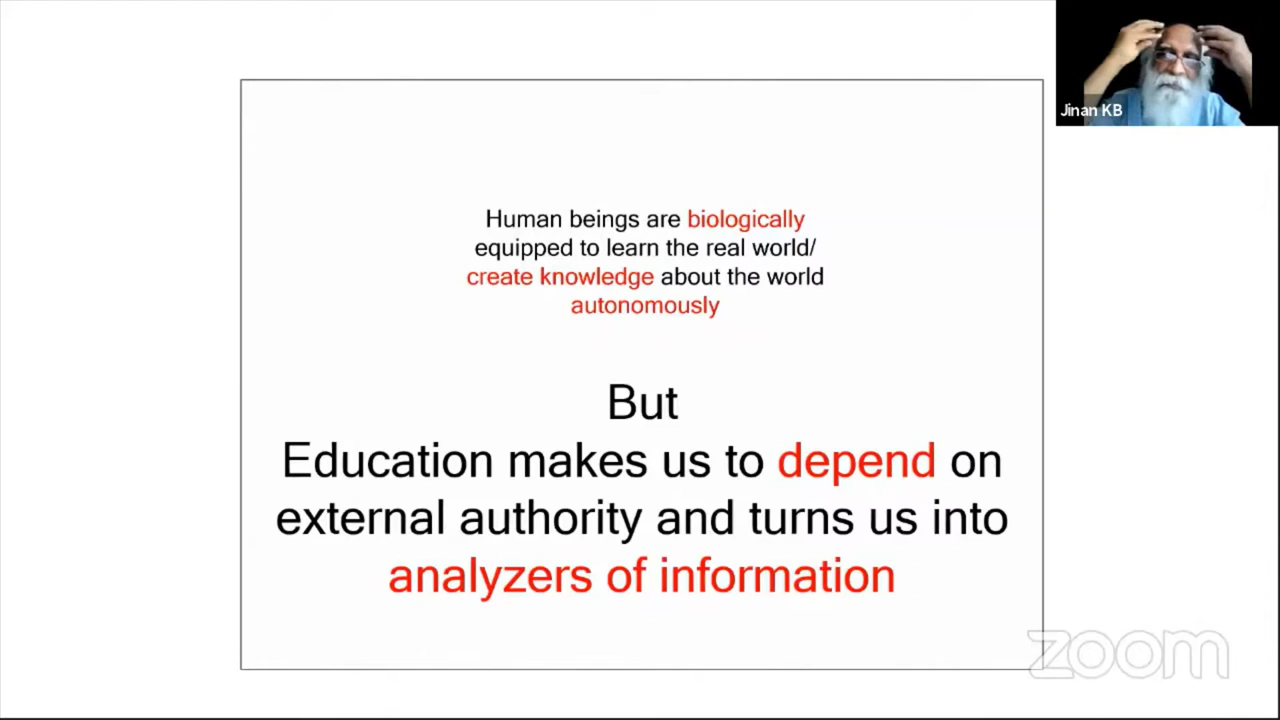 Jinan KB
Human beings are biologically
equipped to learn the real world/
create knowledge about the world
autonomously
But
Education makes us to depend on
external authority and turns us into
analyzers of information
zoom